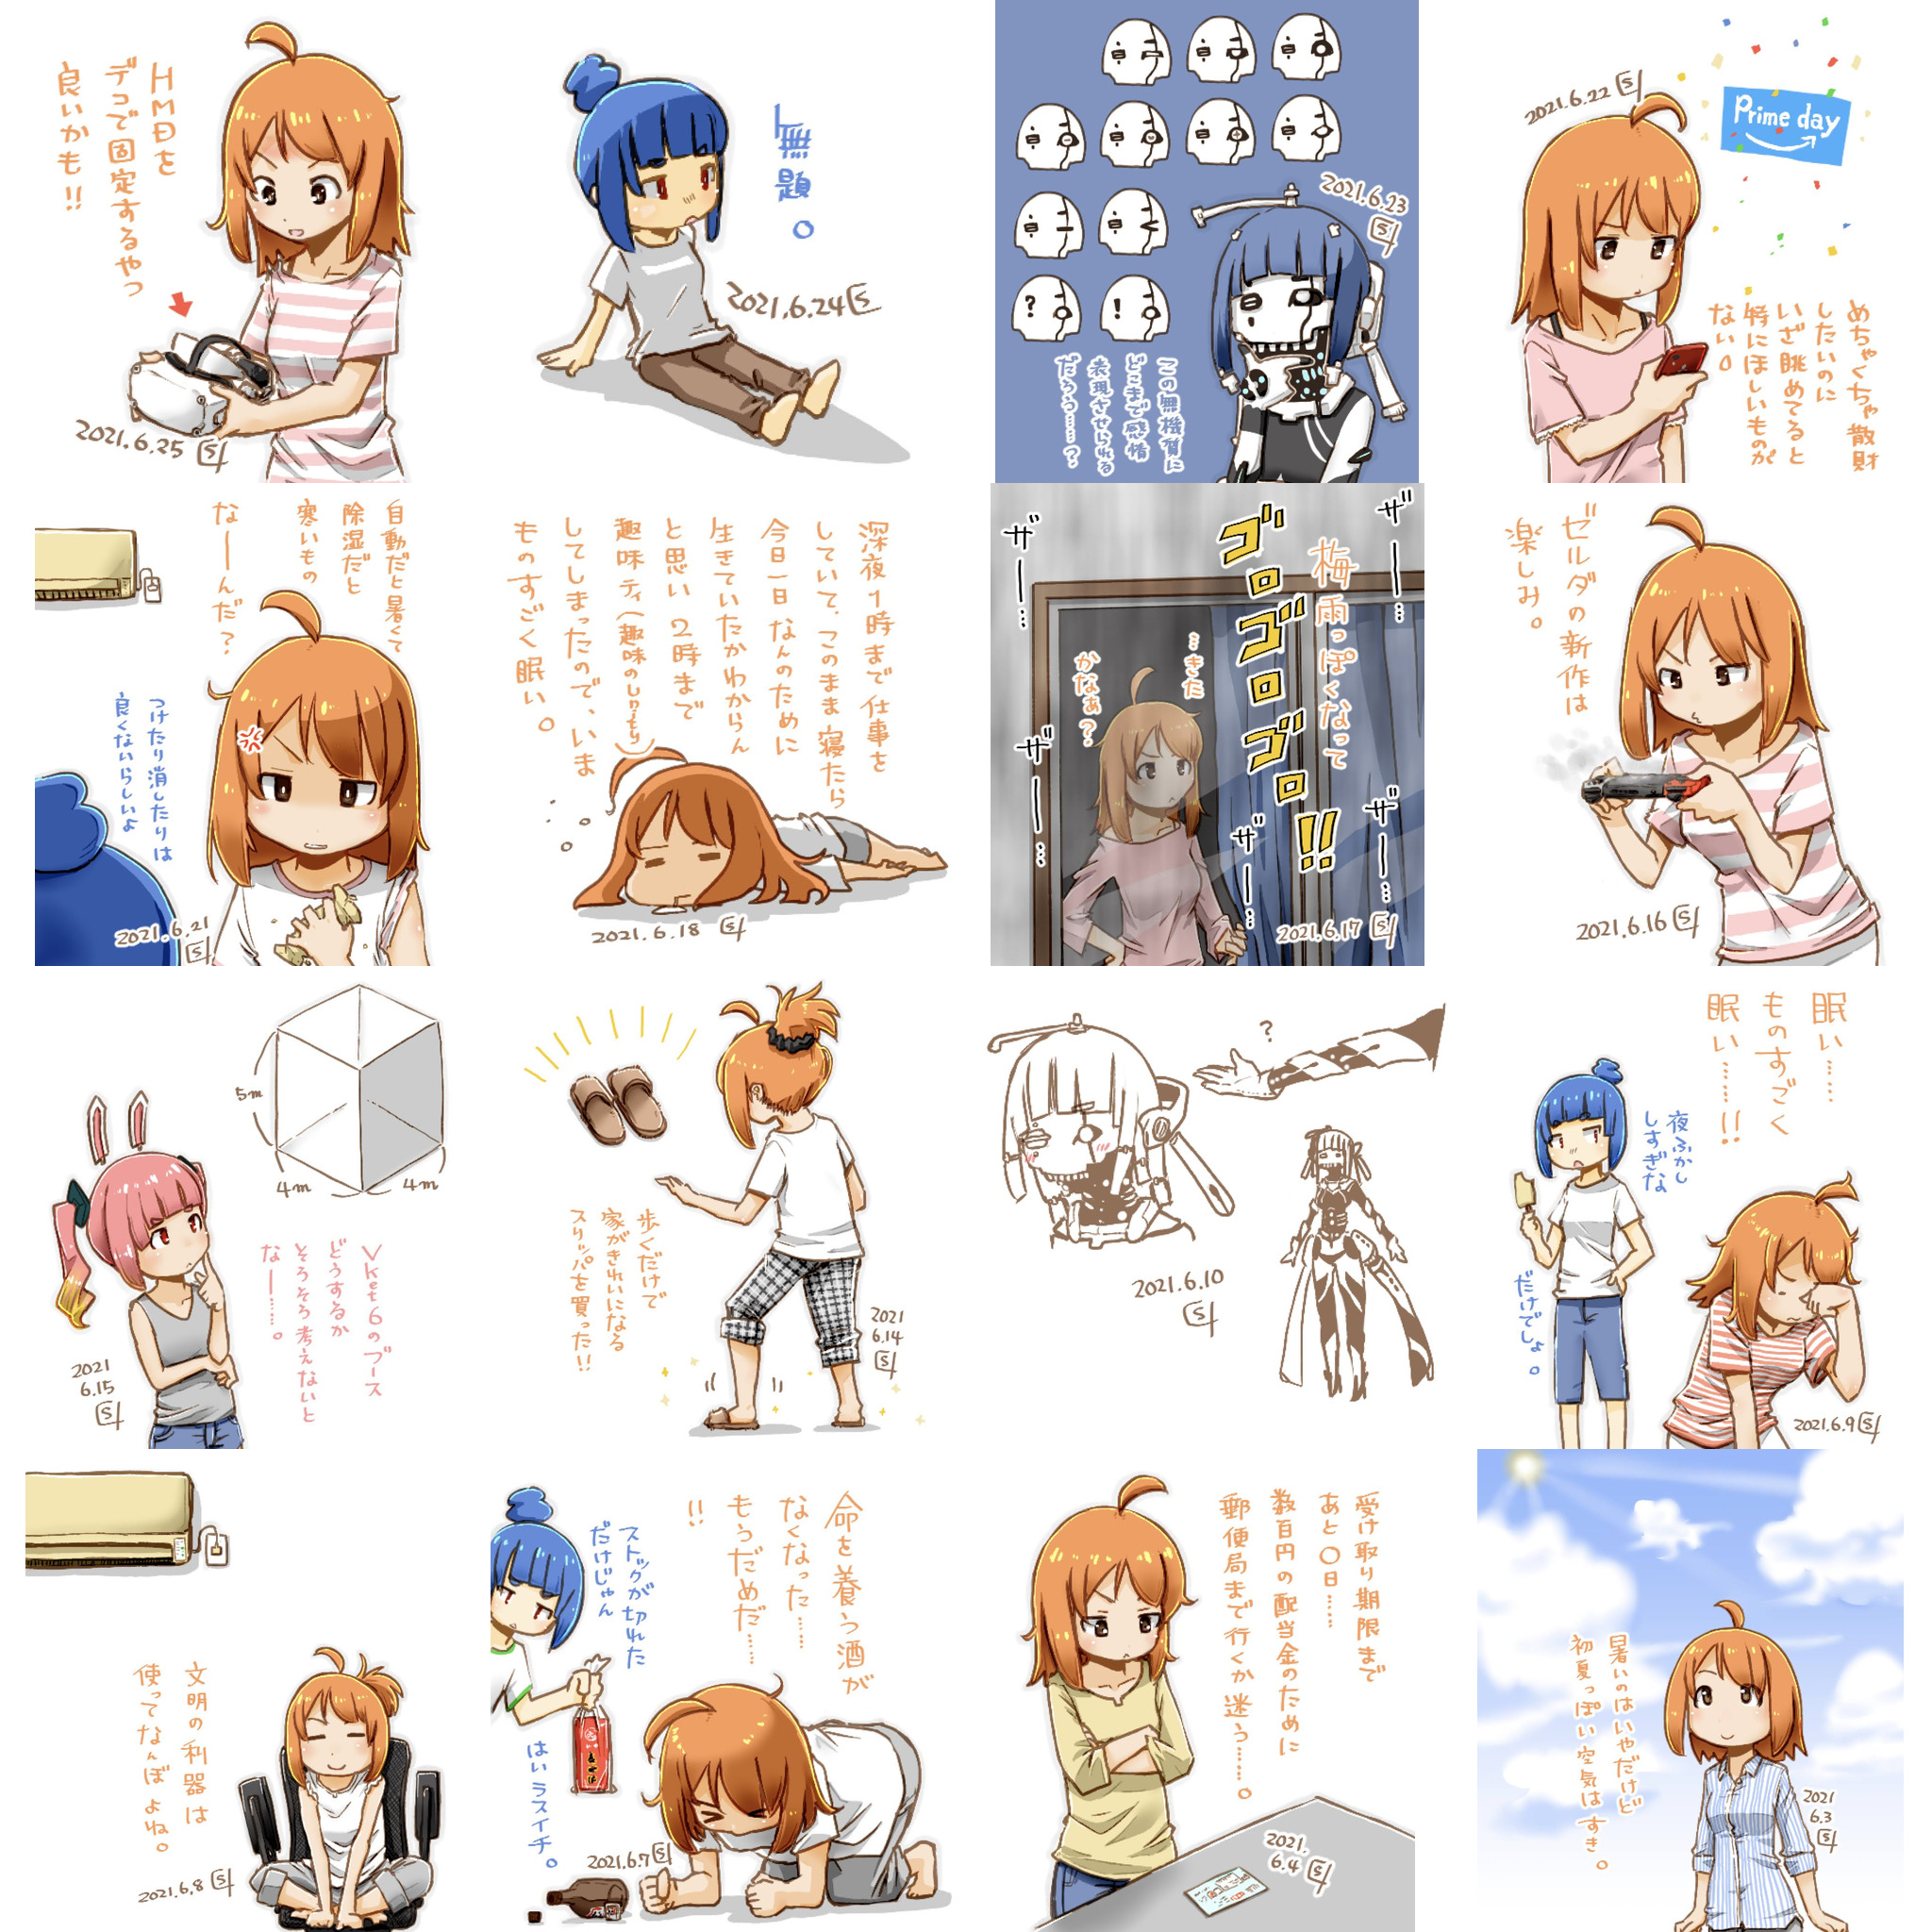 HMDを
デコで固定するやつ
良いかも!!
2021.6.25
無題。
2021.6.24
?
!
2021.6.23
この無機質に
どこまで感情
表現させられる
だろう……?
2021.6.22
Prime day
めちゃくちゃ散財
したいのに
いざ眺めてると
特にほしいものが
ない。
自動だと暑くて
除湿だと
寒いもの
なーーんだ?
つけたり消したりは
良くないらしいよ
2021.6.21
深夜1時まで仕事を
していて、このまま寝たら
今日一日なんのために
生きていたかわからん
と思い2時まで
趣味ティ(趣味のしnもty)
してしまったので、いま
ものすごく眠い。
2021.6.18
ザー…
ザー…
ゴロゴロゴロ!!
梅雨っぽくなって
…きた
かなぁ?
ザー…
ザー…
ザー…
2021.6.17
ゼルダの新作は
楽しみ。
2021.6.16
5m
4m
4m
Vket6のブース
どうするか
そろそろ考えないと
なー……。
2021
6.15
歩くだけで
家がきれいになる
スリッパを買った!!
2021
6.14
?
2021.6.10
眠い……
ものすごく
眠い……!!
夜ふかし
しすぎな
だけでしょ。
2021.6.9
文明の利器は
使ってなんぼよね。
2021.6.8
命を養う酒が
なくなった……
もうだめだ……
!!
ストックが切れた
だけじゃん
はいラスイチ。
2021.6.7
受け取り期限まで
あと〇日……
数百円の配当金のために
郵便局まで行くか迷う……。
2021.
6.4
暑いのはいやだけど
初夏っぽい空気はすき。
2021
6.3